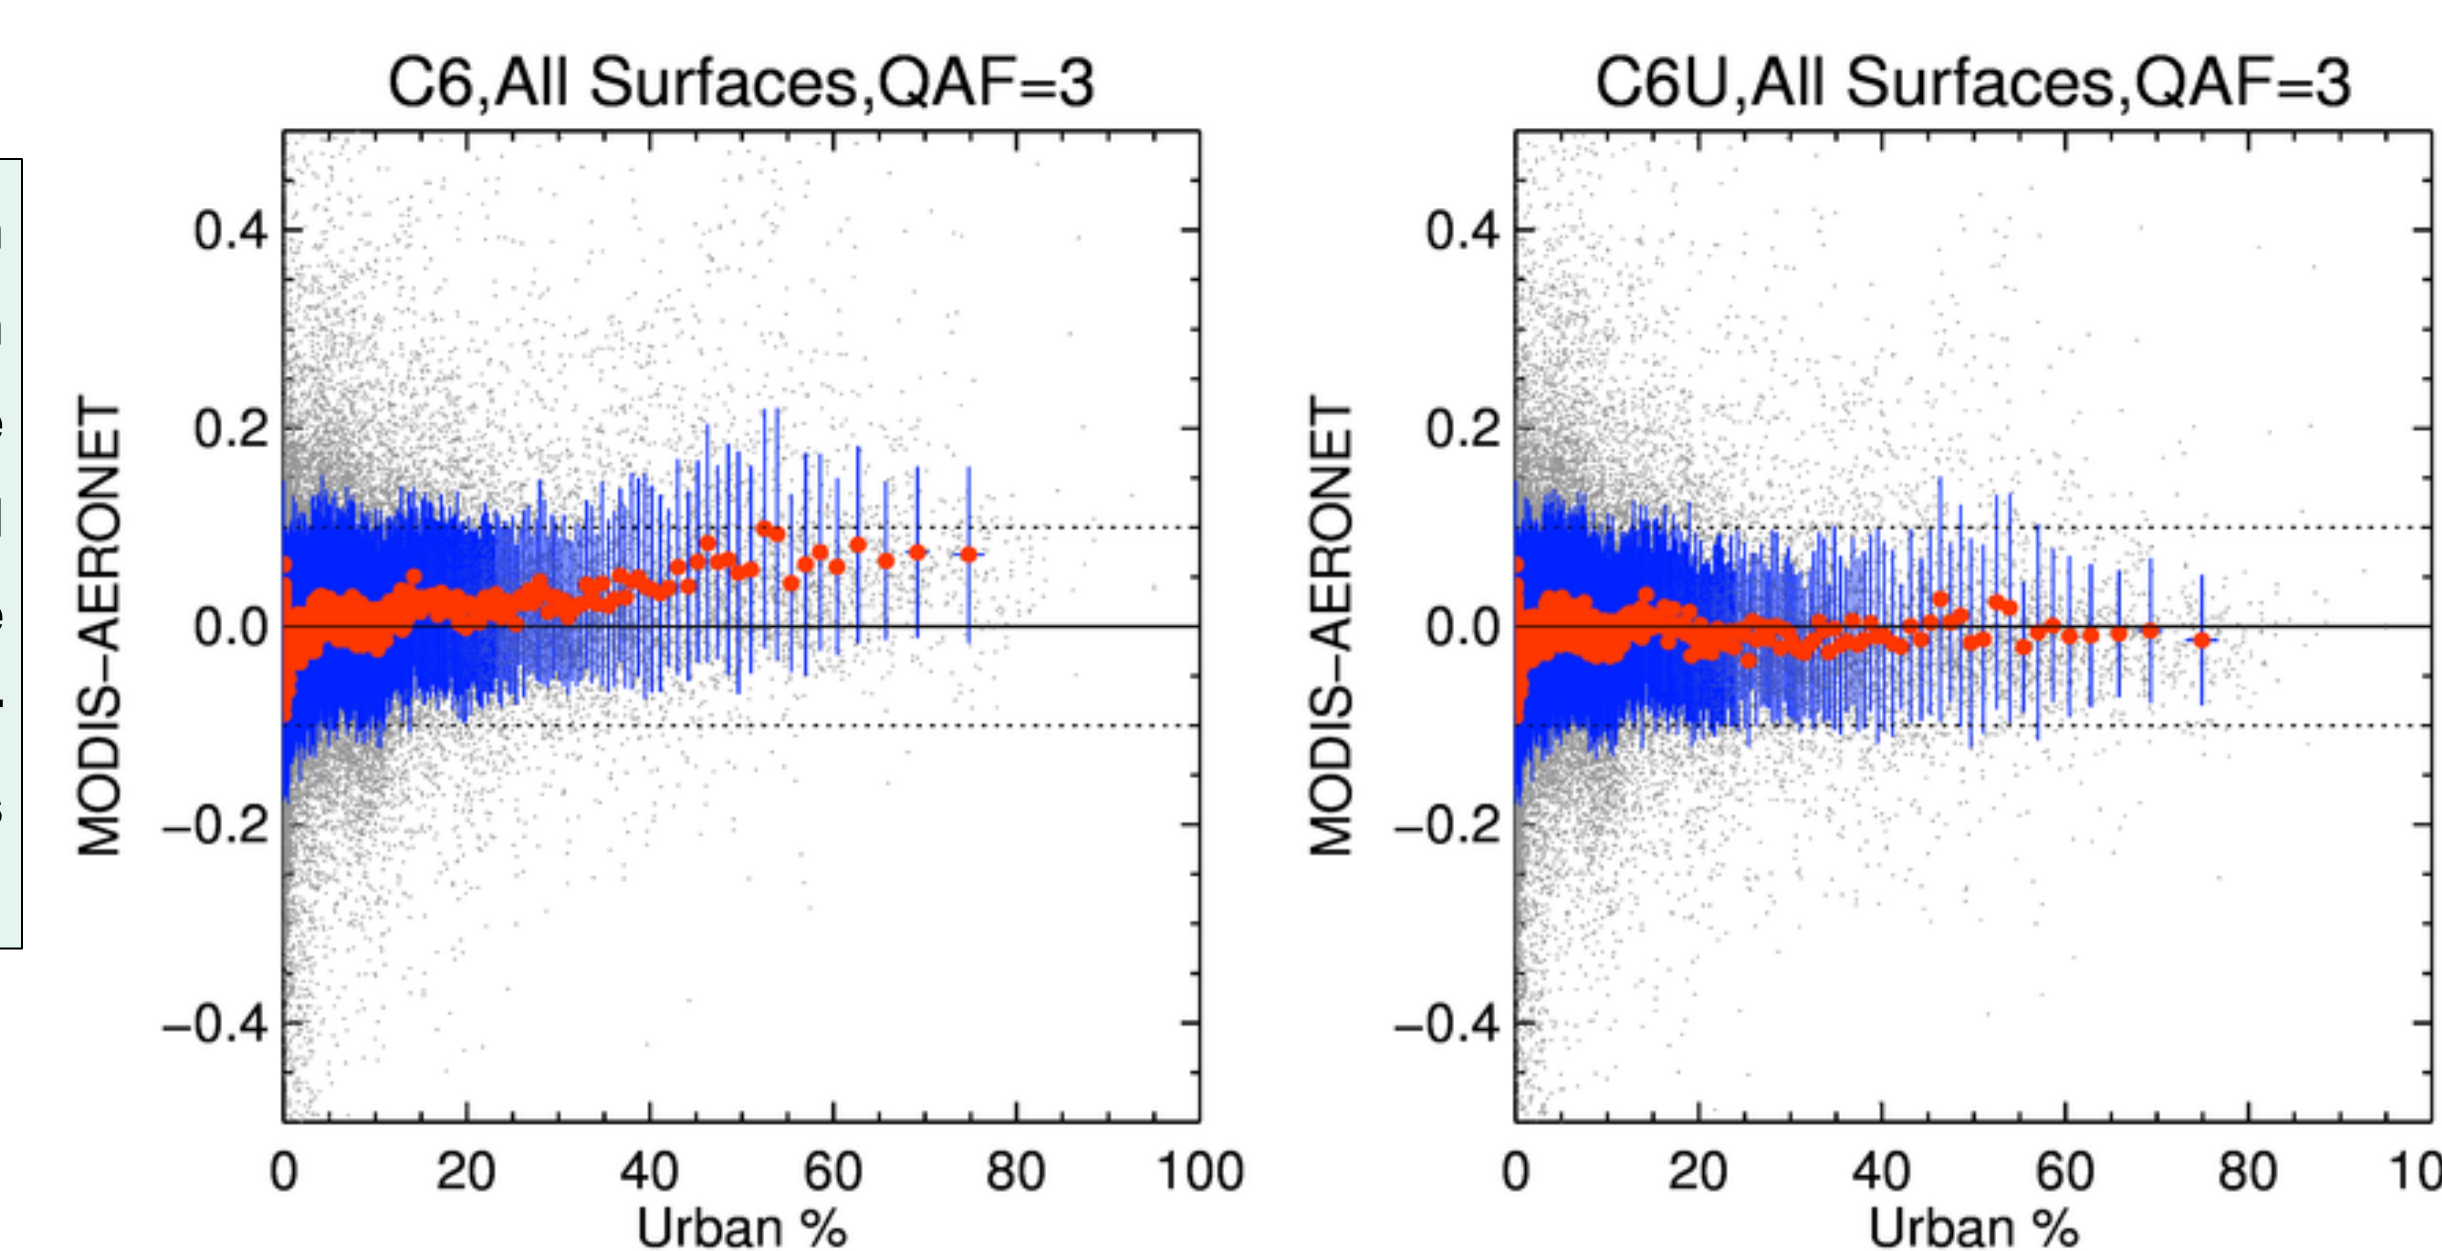 C6,All Surfaces,QAF=3
MODIS−AERONET
0.4
0.2
0.0
−0.2
−0.4
0 20 40 60 80 100
Urban %
C6U,All Surfaces,QAF=3
MODIS−AERONET
0.4
0.2
0.0
−0.2
−0.4
0 20 40 60 80
Urban %